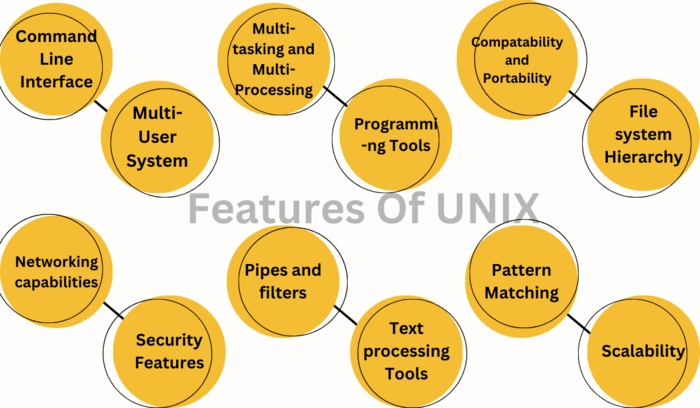 Command
Line
Interface
Multi-
User
System
Multi-
tasking and
Multi-
Processing
Programmi
-ng Tools
Compatability
and
Portability
File
system
Hierarchy
Features Of UNIX
Networking
capabilities
Security
Features
Pipes and
filters
Text
processing
Tools
Pattern
Matching
Scalability